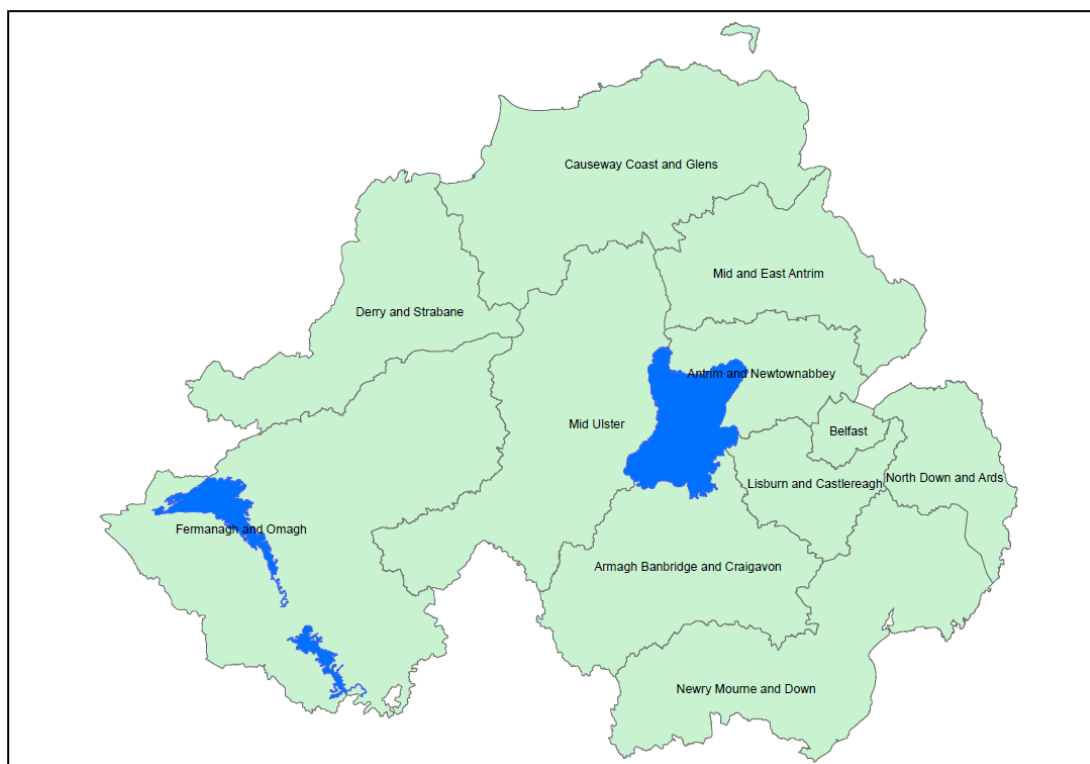 Causeway Coast and Glens
Mid and East Antrim
Derry and Strabane
Antrim and Newtownabbey
Mid Ulster
Belfast
Lisburn and Castlereagh
North Down and Ards
Fermanagh and Omagh
Armagh Banbridge and Craigavon
Newry Mourne and Down